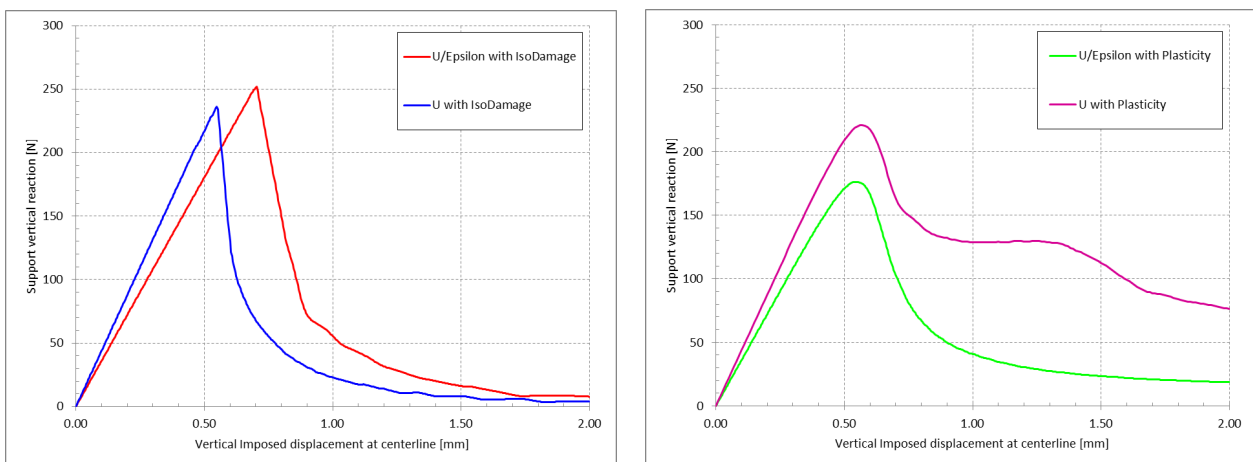 300
250
200
150
100
50
0
Support vertical reaction [N]
U/Epsilon with IsoDamage
U with IsoDamage
0.00 0.50 1.00 1.50 2.00
Vertical Imposed displacement at centerline [mm]
300
250
200
150
100
50
0
Support vertical reaction [N]
U/Epsilon with Plasticity
U with Plasticity
0.00 0.50 1.00 1.50 2.00
Vertical Imposed displacement at centerline [mm]